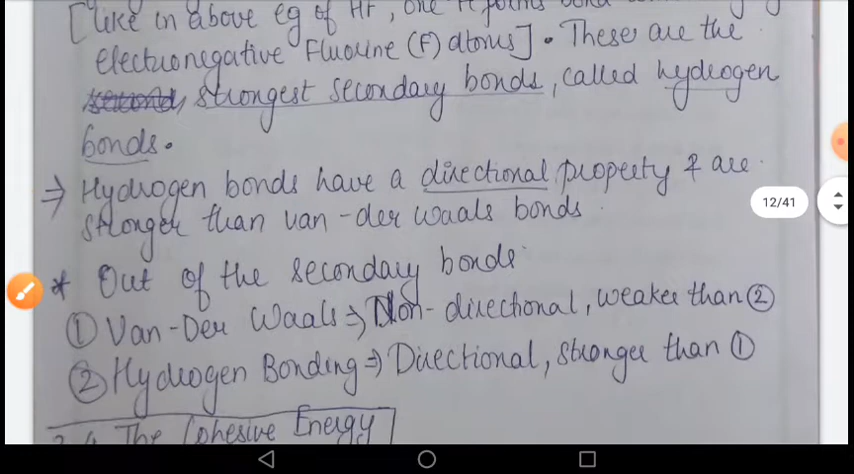 [like in above eg of HF, one H
electronegative Fluorine (F) atoms]. These are the
strongest secondary bonds, called hydrogen
bonds.
⇒ Hydrogen bonds have a directional property & are
stronger than van-der waals bonds.
12/41
* Out of the secondary bonds
① Van-Der Waals ⇒ Non-directional, weaker than ②
② Hydrogen Bonding ⇒ Directional, stronger than ①
The Cohesive Energy